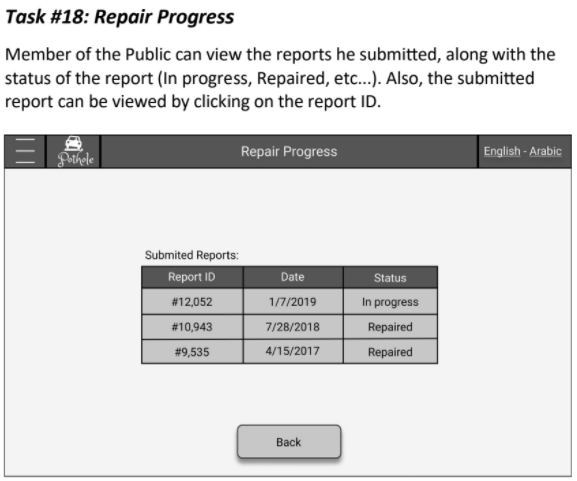 Task #18: Repair Progress
Member of the Public can view the reports he submitted, along with the
status of the report (In progress, Repaired, etc...). Also, the submitted
report can be viewed by clicking on the report ID.
Pothole Repair Progress English - Arabic
Submited Reports:
Report ID Date Status
#12,052 1/7/2019 In progress
#10,943 7/28/2018 Repaired
#9,535 4/15/2017 Repaired
Back